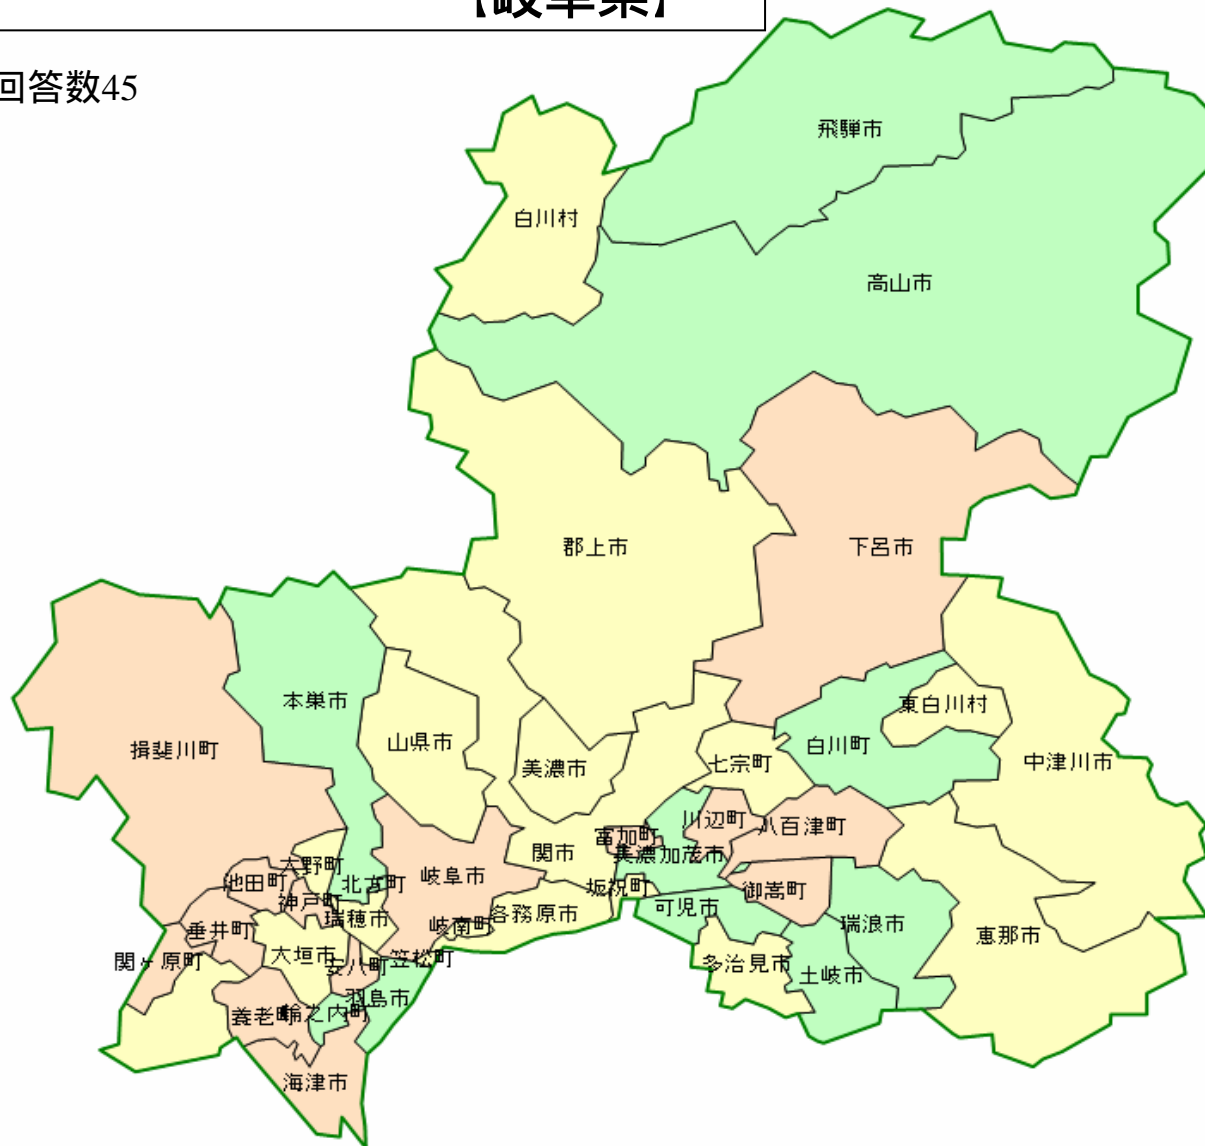 【岐阜県】
回答数45
飛騨市
白川村
高山市
郡上市
下呂市
本巣市
東白川村
揖斐川町
山県市
白川町
美濃市
七宗町
中津川市
川辺町
八百津町
富加町
関市
美濃加茂市
大野町
池田町
北方町
岐阜市
坂祝町
御嵩町
神戸町
瑞穂市
岐南町
各務原市
可児市
瑞浪市
垂井町
恵那市
関ヶ原町
大垣市
安八町
笠松町
多治見市
土岐市
羽島市
養老町
輪之内町
海津市